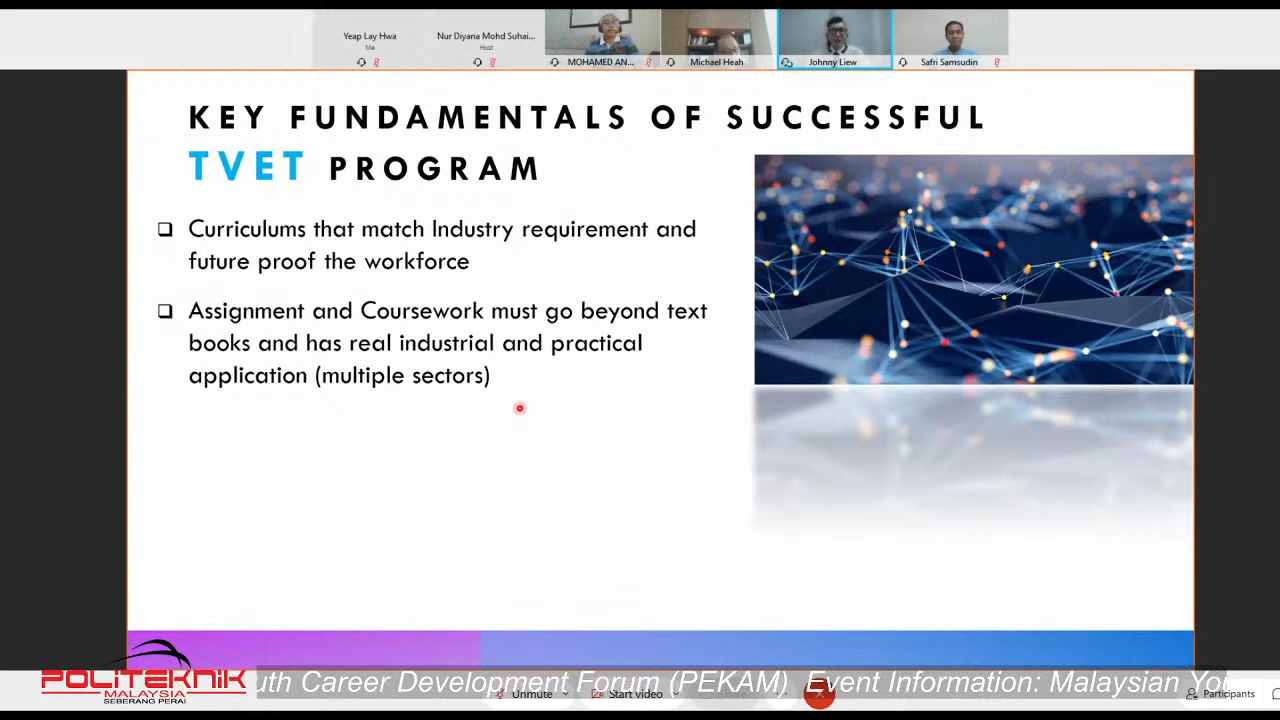 Yeap Lay Hwa
Me
Nur Diyana Mohd Suhai...
Host
MOHAMED AN...
Michael Heah
Johnny Liew
Safri Samsudin
KEY FUNDAMENTALS OF SUCCESSFUL
TVET PROGRAM
Curriculums that match Industry requirement and
future proof the workforce
Assignment and Coursework must go beyond text
books and has real industrial and practical
application (multiple sectors)
POLITEKNIK
MALAYSIA
SEBERANG PERAI
uth Career Development Forum (PEKAM) Event Information: Malaysian You
Unmute
Start video
Participants